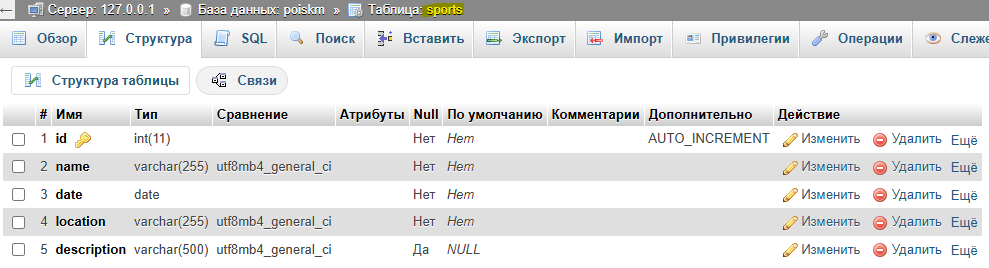 ← Сервер: 127.0.0.1 » База данных: poiskm » Таблица: sports
Обзор Структура SQL Поиск Вставить Экспорт Импорт Привилегии Операции Слеже
Структура таблицы Связи
# Имя Тип Сравнение Атрибуты Null По умолчанию Комментарии Дополнительно Действие
1 id int(11) Нет Нет AUTO_INCREMENT Изменить Удалить Ещё
2 name varchar(255) utf8mb4_general_ci Нет Нет Изменить Удалить Ещё
3 date date Нет Нет Изменить Удалить Ещё
4 location varchar(255) utf8mb4_general_ci Нет Нет Изменить Удалить Ещё
5 description varchar(500) utf8mb4_general_ci Да NULL Изменить Удалить Ещё